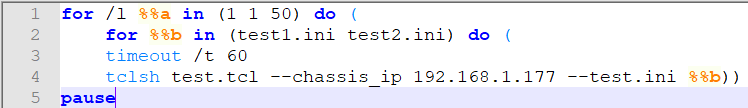 1 for /l %%a in (1 1 50) do (
2 for %%b in (test1.ini test2.ini) do (
3 timeout /t 60
4 tclsh test.tcl --chassis_ip 192.168.1.177 --test.ini %%b))
5 pause